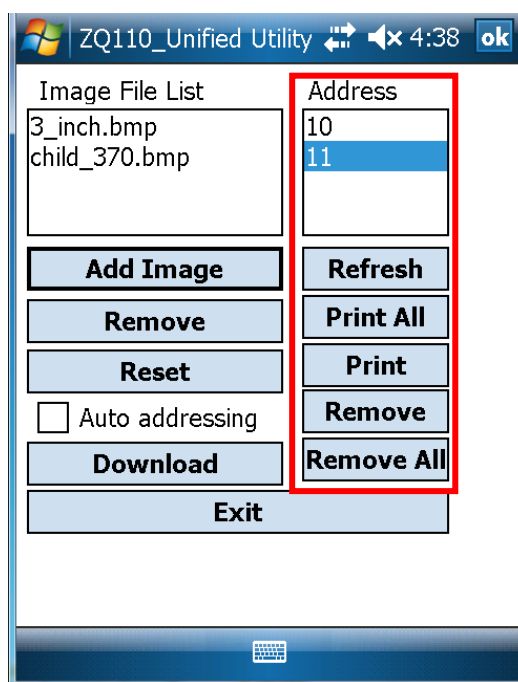 ZQ110_Unified Utility 4:38 ok
Image File List
3_inch.bmp
child_370.bmp
Add Image
Remove
Reset
Auto addressing
Download
Address
10
11
Refresh
Print All
Print
Remove
Remove All
Exit